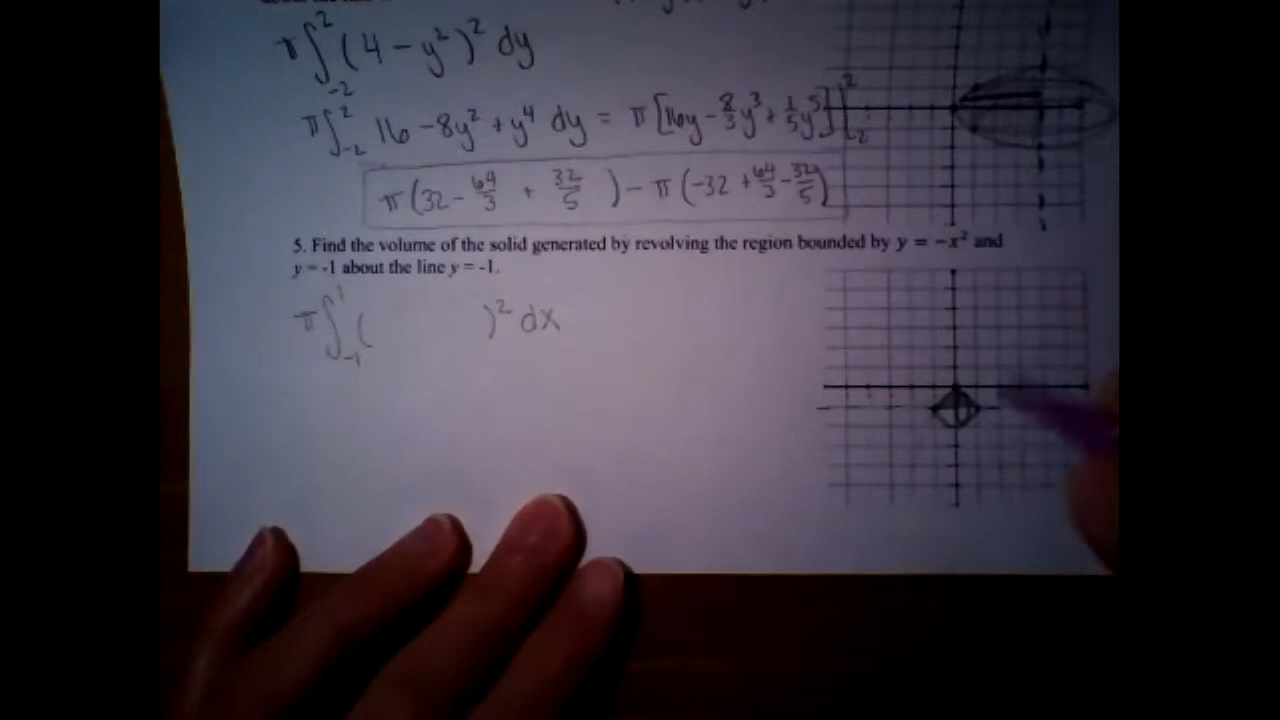 π∫₋₂² (4 - y²)² dy
π∫₋₂² 16 - 8y² + y⁴ dy = π[16y - 8/3 y³ + 1/5 y⁵]|₋₂²
π(32 - 64/3 + 32/5) - π(-32 + 64/3 - 32/5)
5. Find the volume of the solid generated by revolving the region bounded by y = -x² and
y = -1 about the line y = -1.
π∫₋₁¹ ( )² dx